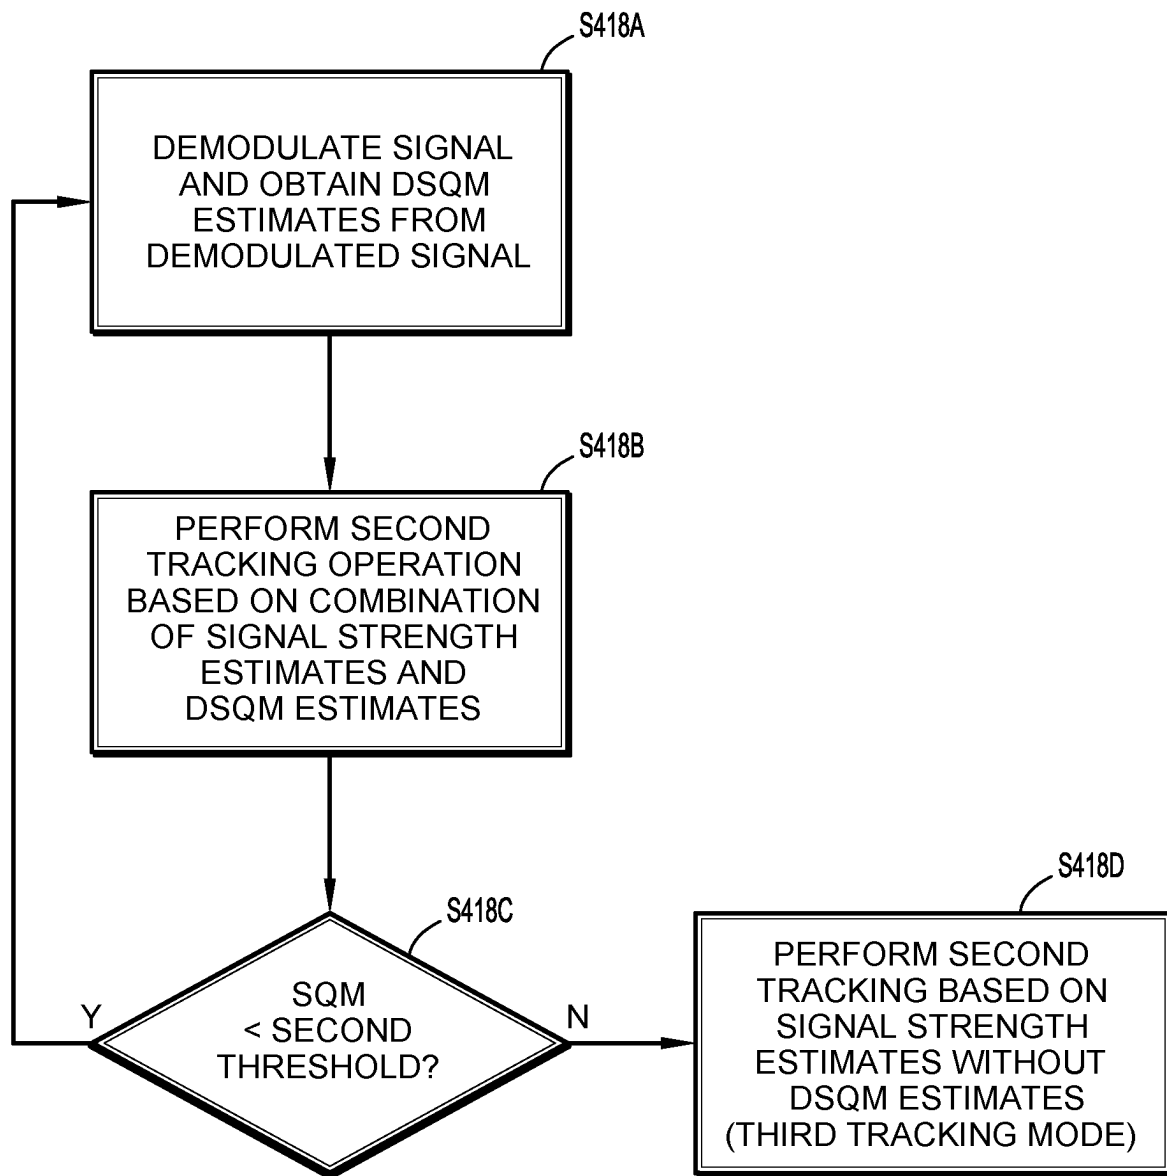 S418A
DEMODULATE SIGNAL
AND OBTAIN DSQM
ESTIMATES FROM
DEMODULATED SIGNAL
S418B
PERFORM SECOND
TRACKING OPERATION
BASED ON COMBINATION
OF SIGNAL STRENGTH
ESTIMATES AND
DSQM ESTIMATES
S418C
SQM
< SECOND
THRESHOLD?
Y
N
S418D
PERFORM SECOND
TRACKING BASED ON
SIGNAL STRENGTH
ESTIMATES WITHOUT
DSQM ESTIMATES
(THIRD TRACKING MODE)